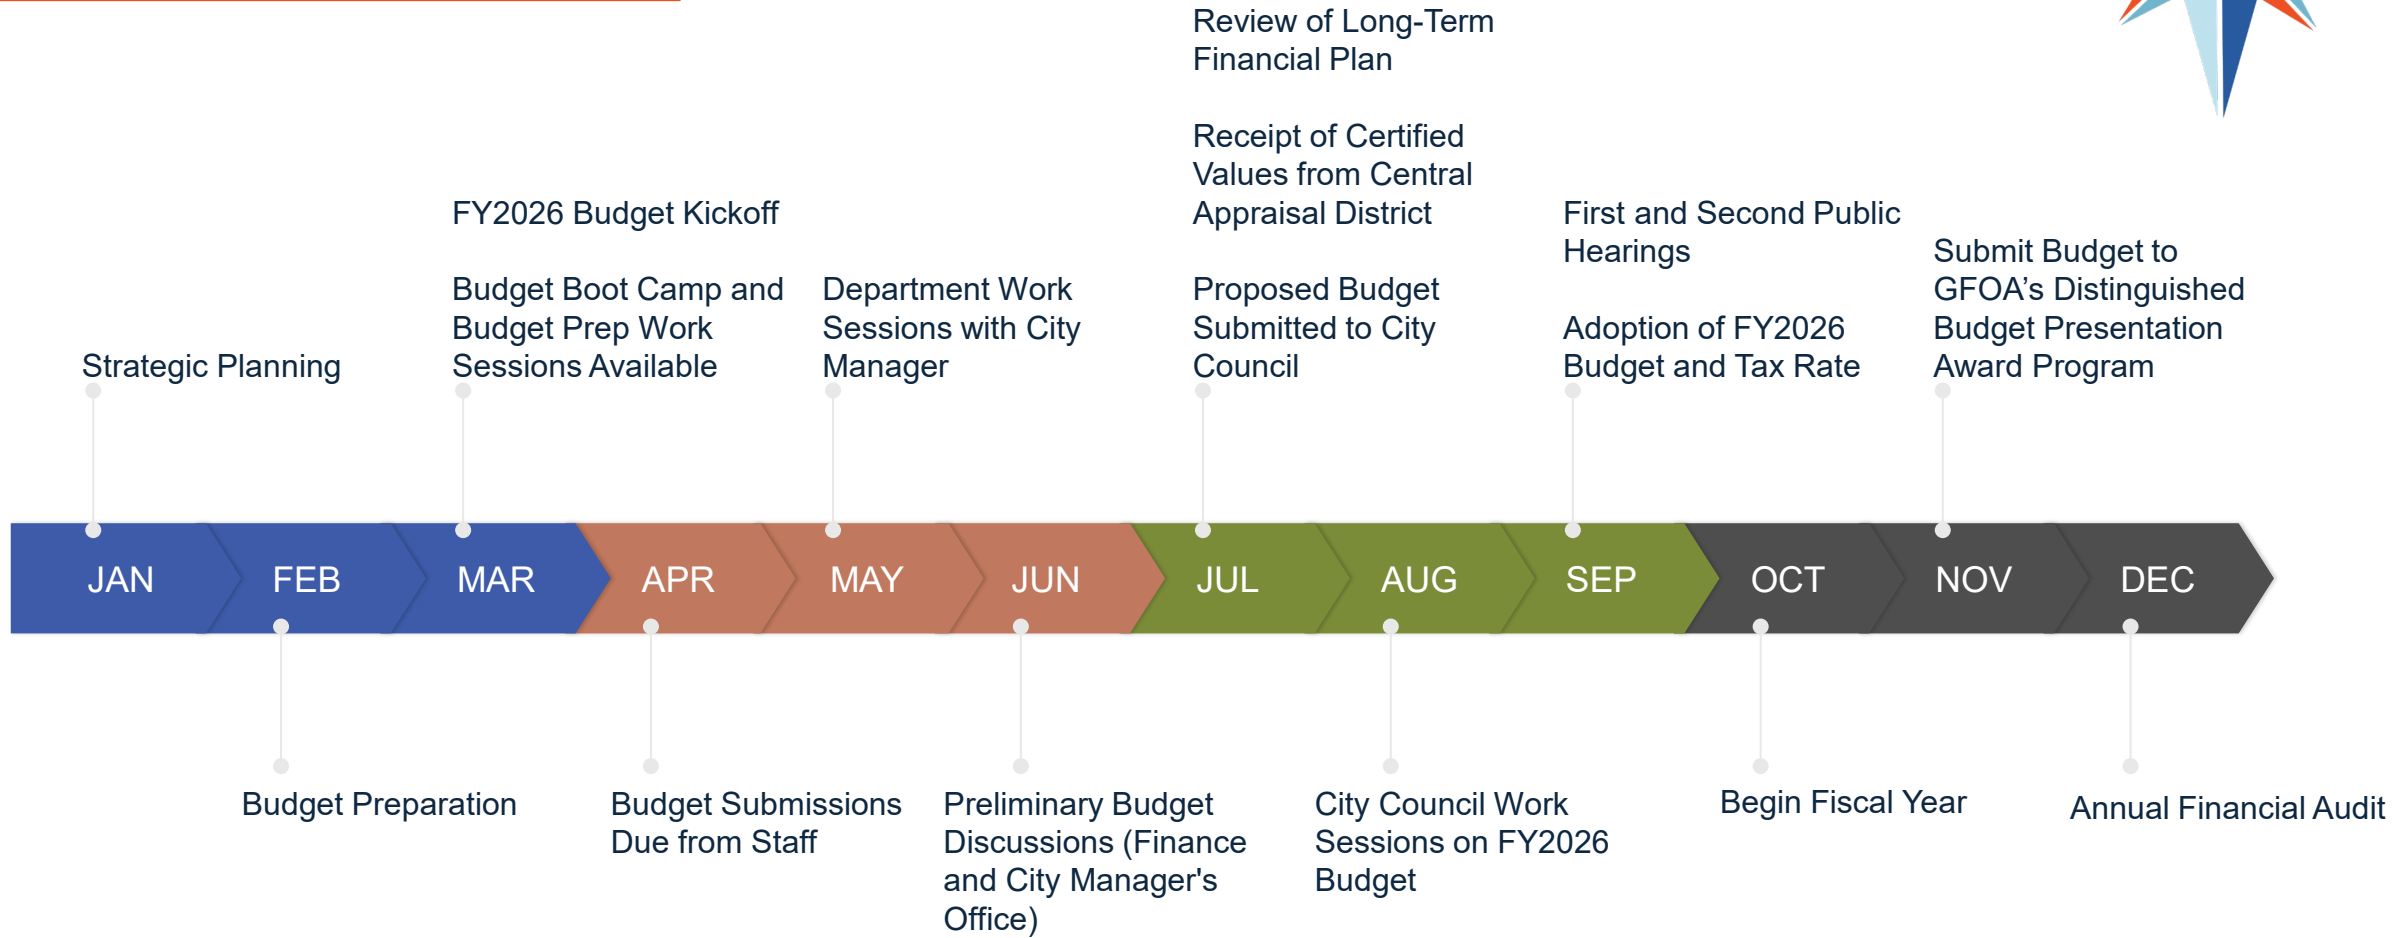 Review of Long-Term
Financial Plan
Receipt of Certified
Values from Central
Appraisal District
Proposed Budget
Submitted to City
Council
FY2026 Budget Kickoff
Budget Boot Camp and
Budget Prep Work
Sessions Available
Department Work
Sessions with City
Manager
First and Second Public
Hearings
Adoption of FY2026
Budget and Tax Rate
Submit Budget to
GFOA’s Distinguished
Budget Presentation
Award Program
Strategic Planning
JAN
FEB
MAR
APR
MAY
JUN
JUL
AUG
SEP
OCT
NOV
DEC
Budget Preparation
Budget Submissions
Due from Staff
Preliminary Budget
Discussions (Finance
and City Manager's
Office)
City Council Work
Sessions on FY2026
Budget
Begin Fiscal Year
Annual Financial Audit